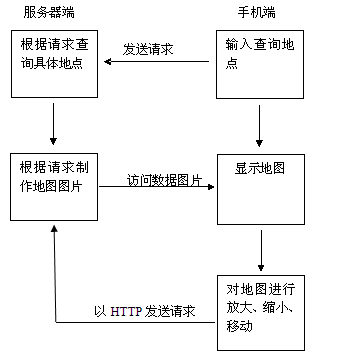 服务器端
手机端
根据请求查
询具体地点
发送请求
输入查询地
点
根据请求制
作地图图片
访问数据图片
显示地图
以 HTTP 发送请求
对地图进行
放大、缩小、
移动